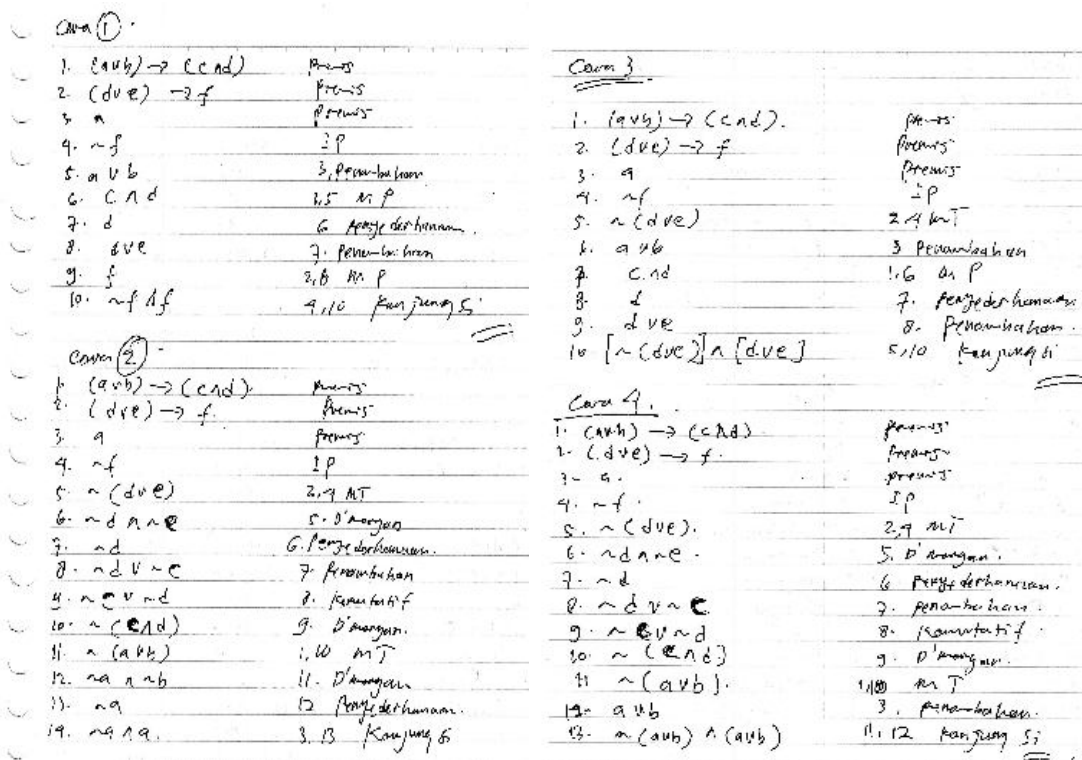 Cara 1.
1. (a∨b) → (c∧d) Premis
2. (d∨e) → f Premis
3. a Premis
4. ~f IP
5. a∨b 3, Penambahan
6. c∧d 1,5 MP
7. d 6 Penyederhanaan.
8. d∨e 7. Penambahan
9. f 2,8 MP
10. ~f ∧ f 4,10 Konjungsi
Cara 2.
1. (a∨b) → (c∧d). Premis
2. (d∨e) → f. Premis
3. a Premis
4. ~f IP
5. ~(d∨e) 2,4 MT
6. ~d ∧ ~e 5. D'morgan
7. ~d 6. Penyederhanaan.
8. ~d ∨ ~c 7. Penambahan
9. ~c ∨ ~d 8. Komutatif
10. ~(c∧d) 9. D'morgan.
11. ~(a∨b) 1,10 MT
12. ~a ∧ ~b 11. D'morgan
13. ~a 12 Penyederhanaan.
14. ~a ∧ a. 3,13 Konjungsi
Cara 3
1. (a∨b) → (c∧d). Premis
2. (d∨e) → f Premis
3. a Premis
4. ~f IP
5. ~(d∨e) 2,4 MT
6. a∨b 3 Penambahan
7. c∧d 1,6 MP
8. d 7. Penyederhanaan
9. d∨e 8. Penambahan.
10 [~(d∨e)] ∧ [d∨e] 5,10 Konjungsi
Cara 4.
1. (a∨b) → (c∧d) Premis
2. (d∨e) → f. Premis
3. a. Premis
4. ~f. IP
5. ~(d∨e). 2,4 MT
6. ~d ∧ ~e. 5. D'morgan.
7. ~d 6 Penyederhanaan.
8. ~d ∨ ~c 7. Penambahan.
9. ~c ∨ ~d 8. Komutatif.
10. ~(c∧d) 9. D'morgan.
11 ~(a∨b). 1,10 MT
12. a∨b 3. Penambahan.
13. ~(a∨b) ∧ (a∨b) 11,12 Konjungsi